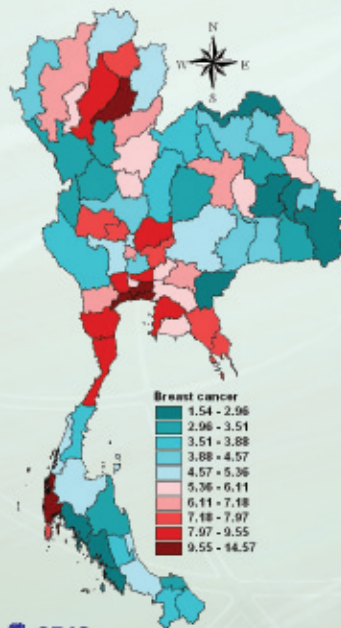 N
W E
S
Breast cancer
1.54 - 2.96
2.96 - 3.51
3.51 - 3.88
3.88 - 4.57
4.57 - 5.36
5.36 - 6.11
6.11 - 7.18
7.18 - 7.97
7.97 - 9.55
9.55 - 14.57